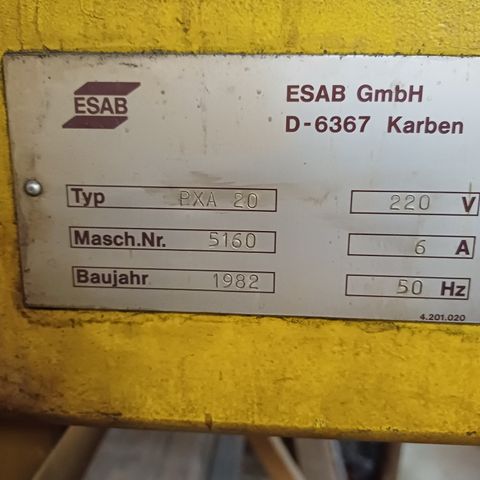 ESAB
ESAB GmbH
D-6367 Karben
Typ PXA 20 220 V
Masch.Nr. 5160 6 A
Baujahr 1982 50 Hz
4.201.020